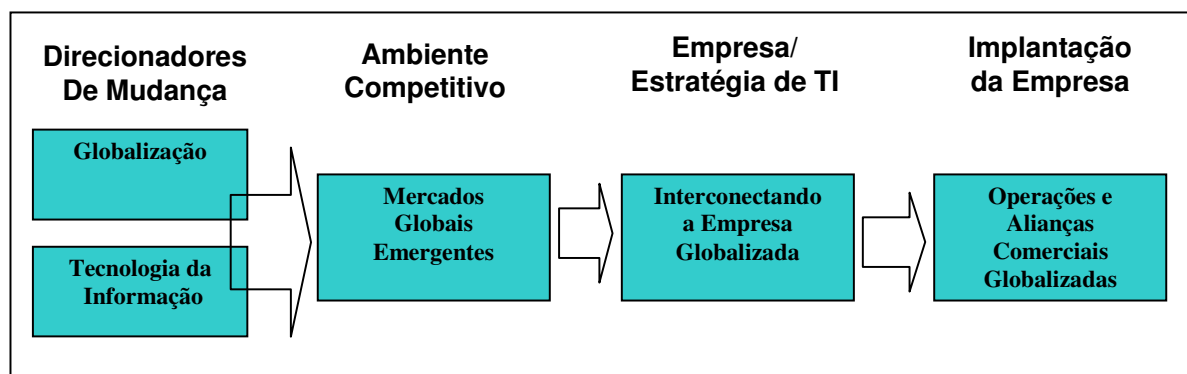 Direcionadores
De Mudança
Ambiente
Competitivo
Empresa/
Estratégia de TI
Implantação
da Empresa
Globalização
Tecnologia da
Informação
Mercados
Globais
Emergentes
Interconectando
a Empresa
Globalizada
Operações e
Alianças
Comerciais
Globalizadas